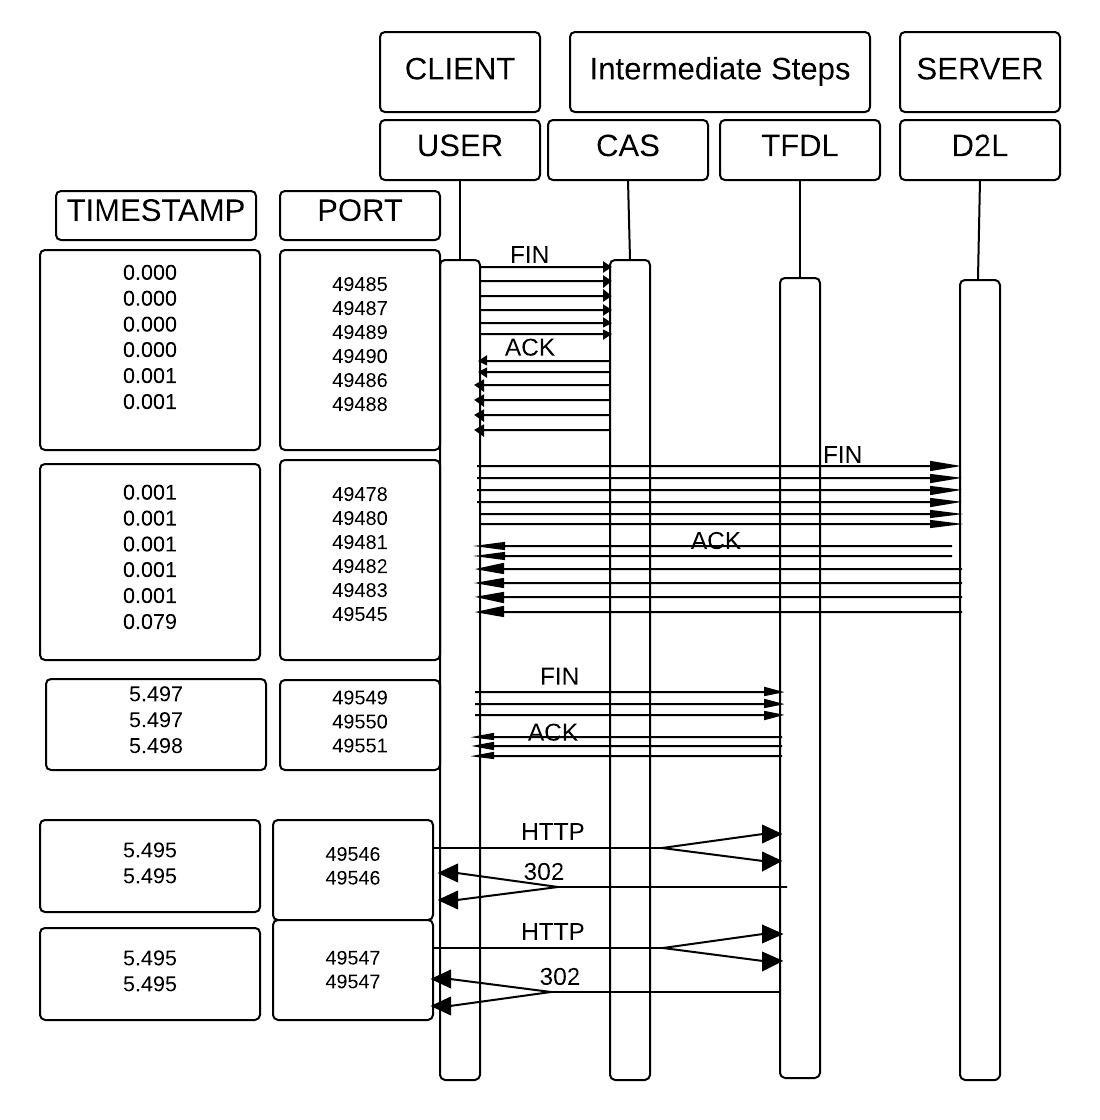 CLIENT
Intermediate Steps
SERVER
USER
CAS
TFDL
D2L
TIMESTAMP
PORT
FIN
0.000
0.000
0.000
0.000
0.001
0.001
49485
49487
49489
49490
49486
49488
ACK
FIN
0.001
0.001
0.001
0.001
0.001
0.079
49478
49480
49481
49482
49483
49545
ACK
FIN
5.497
5.497
5.498
49549
49550
49551
ACK
HTTP
5.495
5.495
49546
49546
302
HTTP
5.495
5.495
49547
49547
302